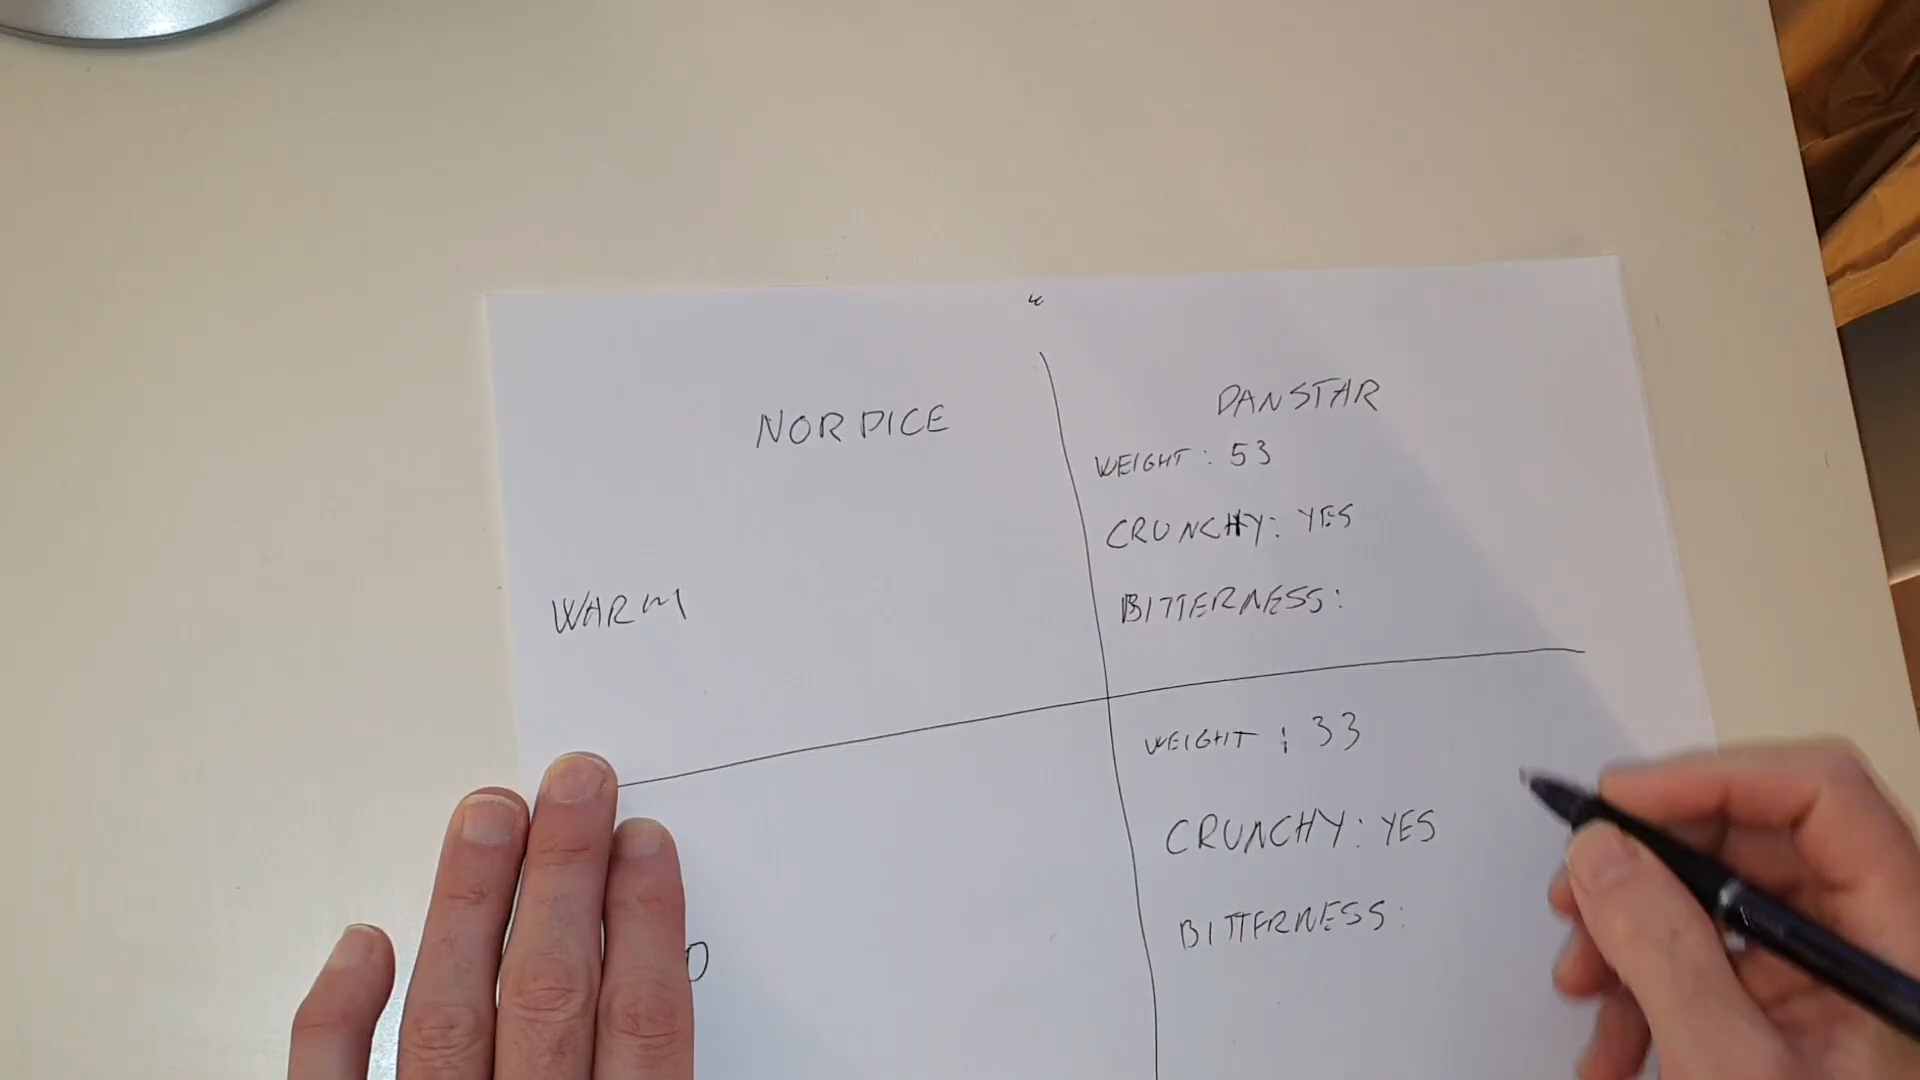 NORDICE
DANSTAR
WEIGHT: 53
CRUNCHY: YES
BITTERNESS:
WARM
WEIGHT: 33
CRUNCHY: YES
BITTERNESS: